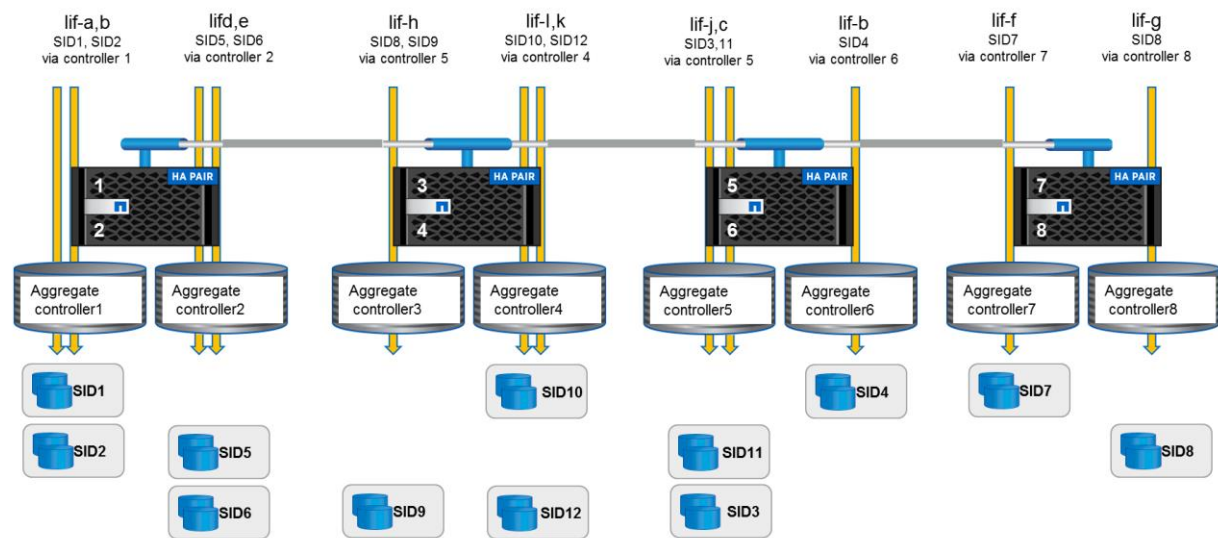 lif-a,b
SID1, SID2
via controller 1
lifd,e
SID5, SID6
via controller 2
lif-h
SID8, SID9
via controller 5
lif-l,k
SID10, SID12
via controller 4
lif-j,c
SID3,11
via controller 5
lif-b
SID4
via controller 6
lif-f
SID7
via controller 7
lif-g
SID8
via controller 8
1
HA PAIR
2
3
HA PAIR
4
5
HA PAIR
6
7
HA PAIR
8
Aggregate
controller1
Aggregate
controller2
Aggregate
controller3
Aggregate
controller4
Aggregate
controller5
Aggregate
controller6
Aggregate
controller7
Aggregate
controller8
SID1
SID10
SID4
SID7
SID2
SID5
SID11
SID8
SID6
SID9
SID12
SID3